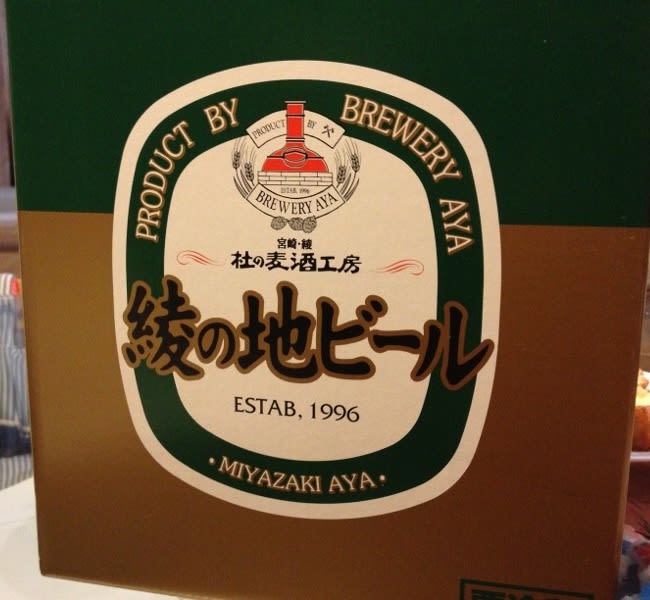 PRODUCT BY BREWERY AYA
PRODUCT BY
ESTAB, 1996
BREWERY AYA
宮崎・綾
杜の麦酒工房
綾の地ビール
ESTAB, 1996
・MIYAZAKI AYA・